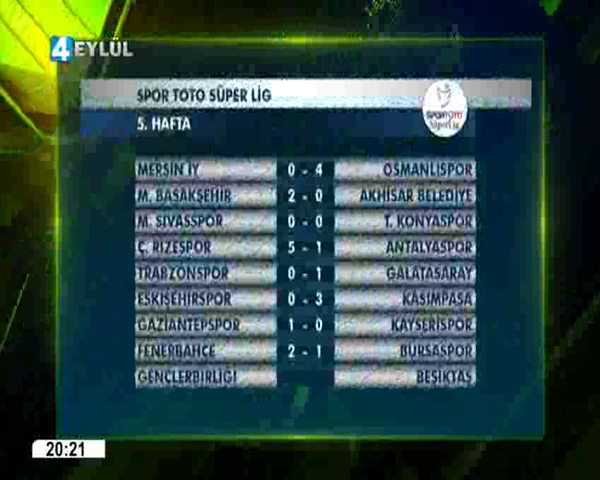 4 EYLÜL
SPOR TOTO SÜPER LİG
5. HAFTA
MERSİN İY 0 - 4 OSMANLISPOR
M. BAŞAKŞEHİR 2 - 0 AKHİSAR BELEDİYE
M. SİVASSPOR 0 - 0 T. KONYASPOR
Ç. RİZESPOR 5 - 1 ANTALYASPOR
TRABZONSPOR 0 - 1 GALATASARAY
ESKİŞEHİRSPOR 0 - 3 KASIMPAŞA
GAZİANTEPSPOR 1 - 0 KAYSERİSPOR
FENERBAHÇE 2 - 1 BURSASPOR
GENÇLERBİRLİĞİ BEŞİKTAŞ
20:21